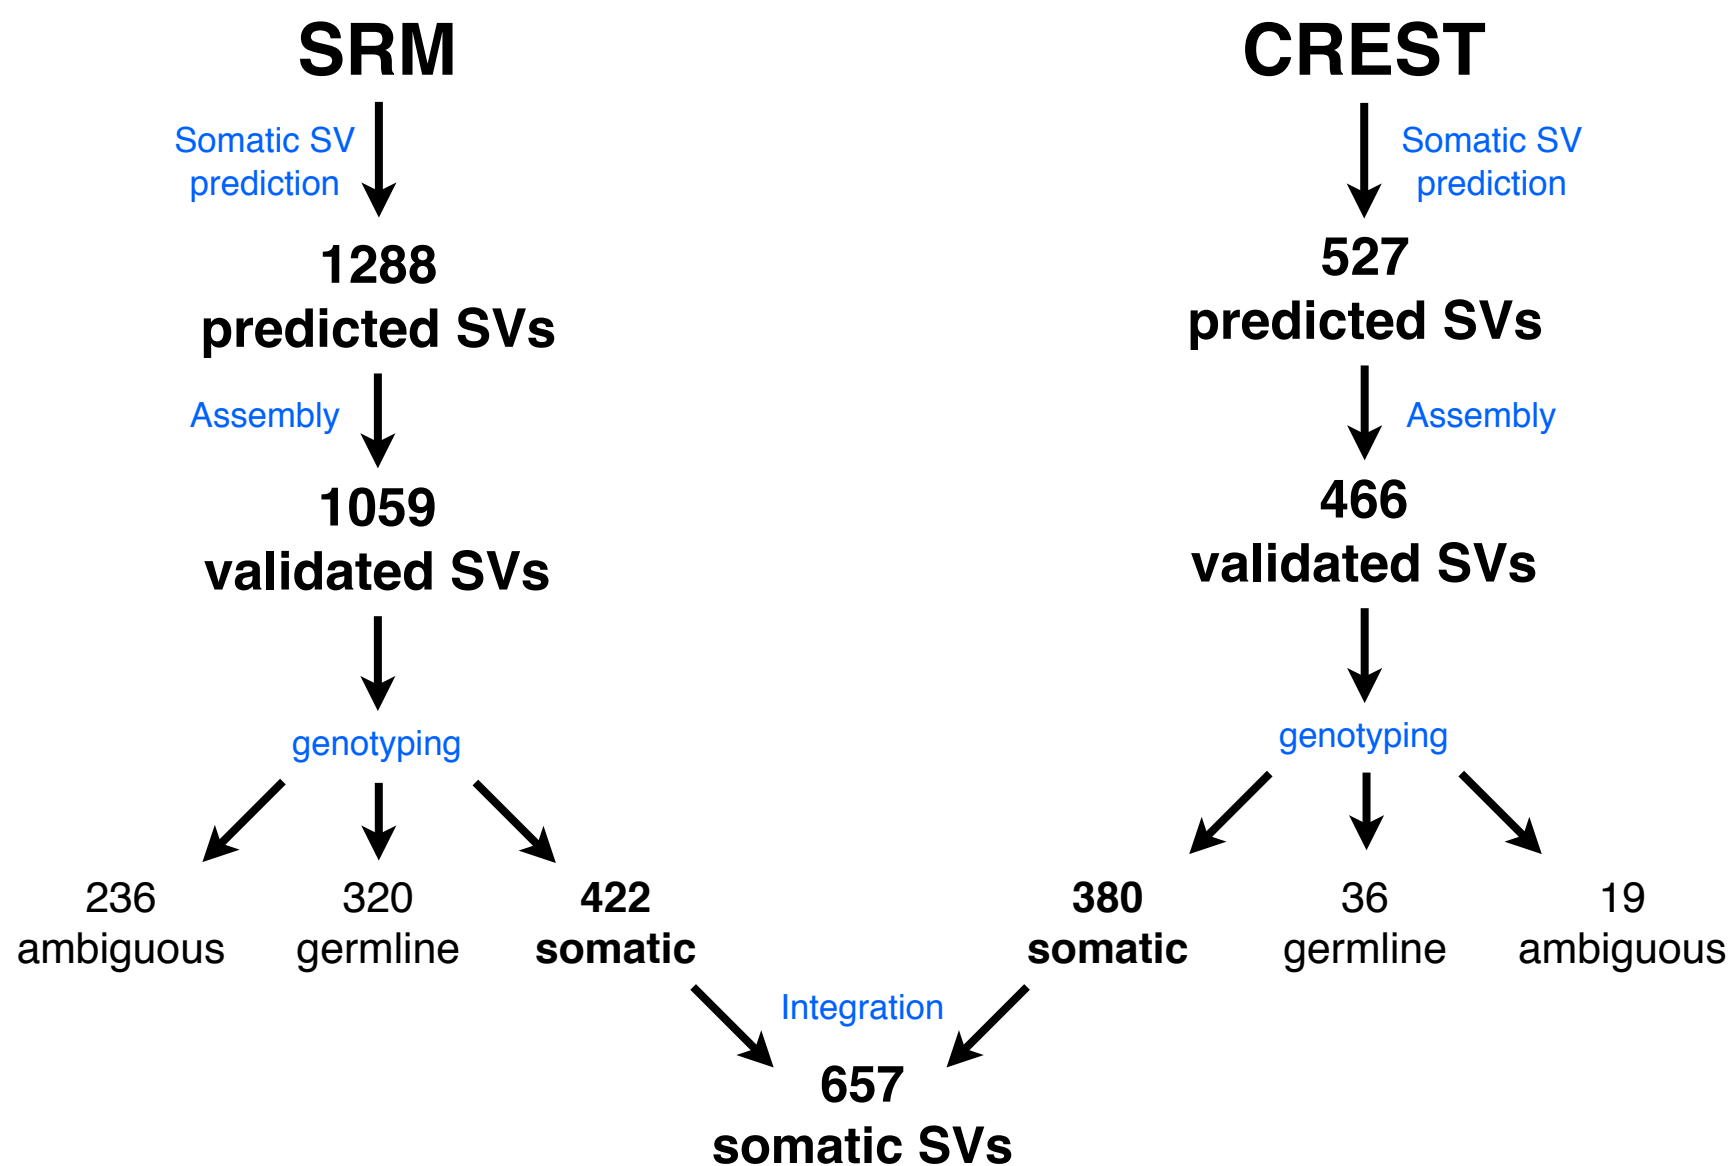 SRM
CREST
Somatic SV
prediction
Somatic SV
prediction
1288
predicted SVs
527
predicted SVs
Assembly
Assembly
1059
validated SVs
466
validated SVs
genotyping
genotyping
236
ambiguous
320
germline
422
somatic
380
somatic
36
germline
19
ambiguous
Integration
657
somatic SVs